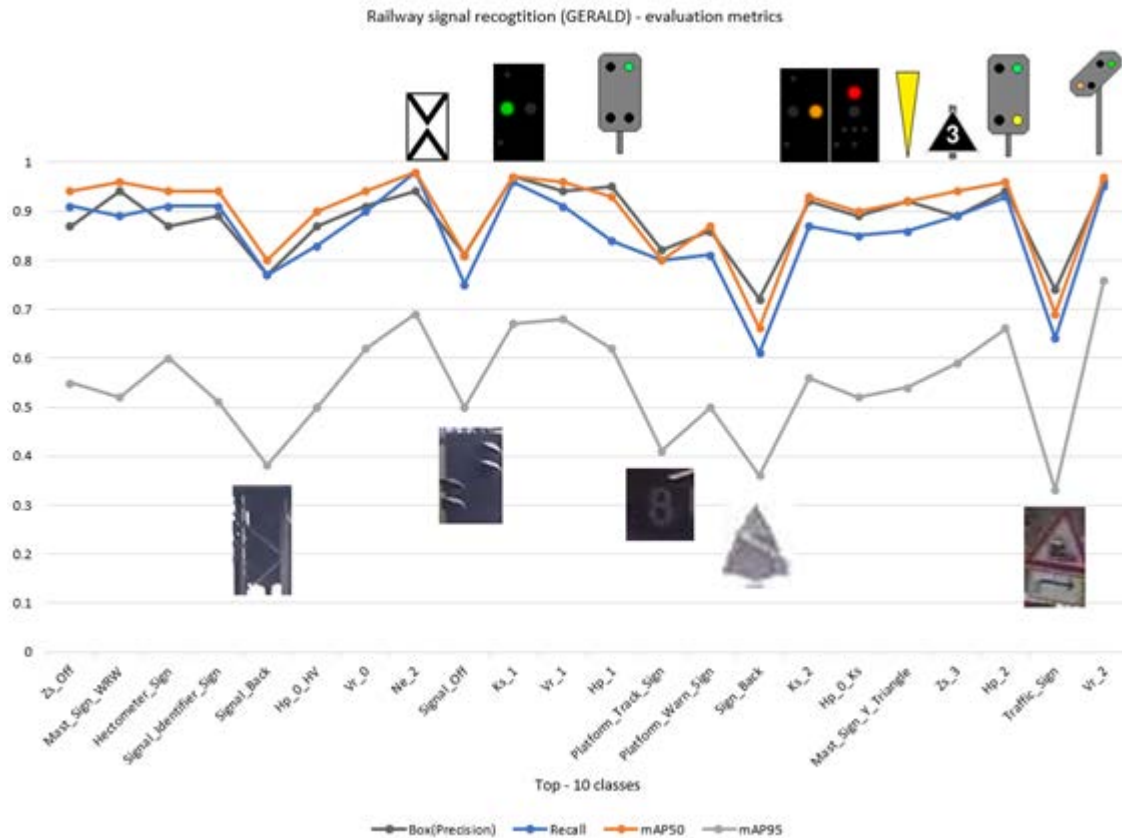 Railway signal recogtition (GERALD) - evaluation metrics
3
1
0.9
0.8
0.7
0.6
0.5
0.4
8
0.3
0.2
0.1
0
Zs_Off
Mast_Sign_WRW
Hectometer_Sign
Signal_Identifier_Sign
Signal_Back
Hp_0_HV
Vr_0
Ne_2
Signal_Off
Ks_1
Vr_1
Hp_1
Platform_Track_Sign
Platform_Warn_Sign
Sign_Back
Ks_2
Hp_0_Ks
Mast_Sign_Y_Triangle
Zs_3
Hp_2
Traffic_Sign
Vr_2
Top - 10 classes
Box(Precision) Recall mAP50 mAP95